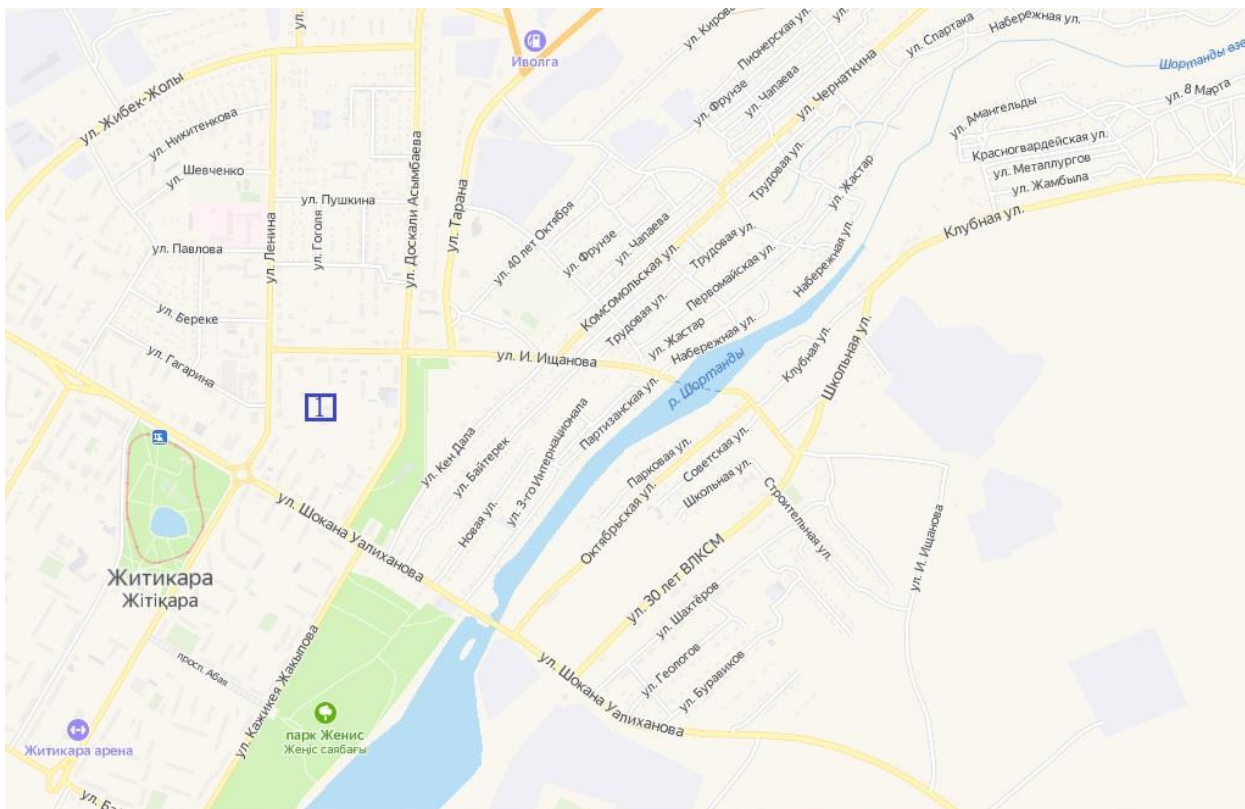 ул. Кирова
Пионерская ул.
ул. Спартака
Набережная ул.
Шортанды өзе
Иволга
ул. Фрунзе
ул. Чапаева
ул. Чернаткина
ул. 8 Марта
ул. Амангельды
Красногвардейская ул.
ул. Металлургов
ул. Жамбыла
ул. Жибек-Жолы
ул. Никитенкова
Шевченко
ул. Пушкина
ул. Гоголя
ул. Павлова
ул. Ленина
ул. Доскали Асымбаева
ул. Тарана
ул. 40 лет Октября
ул. Фрунзе
ул. Чапаева
Комсомольская ул.
Трудовая ул.
Трудовая ул.
Трудовая ул.
Первомайская ул.
ул. Жастар
Набережная ул.
Клубная ул.
ул. Береке
ул. Гагарина
ул. И. Ищанова
ул. Жастар
Набережная ул.
р. Шортанды
Клубная ул.
Школьная ул.
1
ул. Кен Дала
ул. Байтерек
Новая ул.
ул. 3-го Интернационала
Партизанская ул.
Парковая ул.
Советская ул.
Школьная ул.
Октябрьская ул.
Строительная ул.
ул. И. Ищанова
ул. Шокана Уалиханова
Житикара
Жітіқара
ул. 30 лет ВЛКСМ
ул. Шахтёров
ул. Геологов
ул. Буравиков
ул. Шокана Уалиханова
просп. Абая
ул. Кажикея Жакыпова
парк Женис
Жеңіс саябағы
Житикара арена
ул. Ба